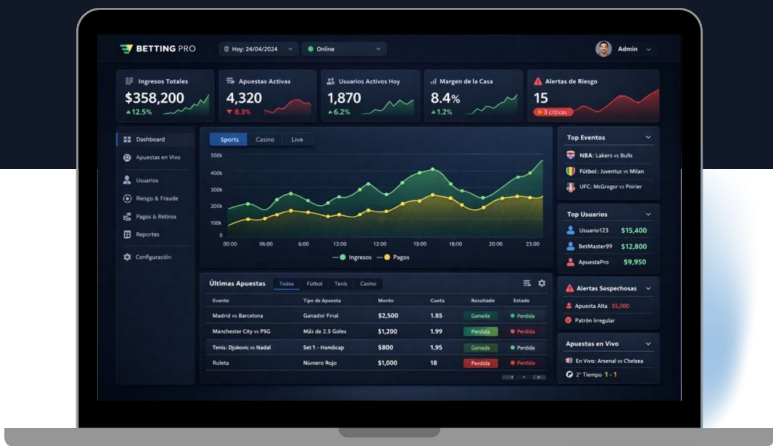 BETTING PRO
Hoy: 24/04/2024
Online
Admin
Ingresos Totales
$358,200
12.5%
Apuestas Activas
4,320
8.3%
Usuarios Activos Hoy
1,870
6.2%
Margen de la Casa
8.4%
1.2%
Alertas de Riesgo
15
Dashboard
Apuestas en Vivo
Usuarios
Riesgo & Fraude
Pagos & Retiros
Reportes
Configuración
Sports Casino Live
500k
400k
300k
200k
100k
0
00:00 06:00 6:00 12:00 12:00 18:00 18:00 20:00 23:00
Ingresos Pagos
Últimas Apuestas Todos Fútbol Tenis Casino
Evento Tipo de Apuesta Monto Cuota Resultado Estado
Madrid vs Barcelona Ganador Final $2,500 1.85 Ganada Perdida
Manchester City vs PSG Más de 2.5 Goles $1,200 1.99 Perdida Perdida
Tenis: Djokovic vs Nadal Set 1 - Handicap $800 1.95 Ganada Perdida
Ruleta Número Rojo $1,000 18 Perdida Perdida
Top Eventos
NBA: Lakers vs Bulls
Fútbol: Juventus vs Milan
UFC: McGregor vs Poirier
Top Usuarios
Usuario123 $15,400
BetMaster99 $12,800
ApuestaPro $9,950
Alertas Sospechosas
Apuesta Alta $5,000
Patrón Irregular
Apuestas en Vivo
En Vivo: Arsenal vs Chelsea
2° Tiempo 1 - 1